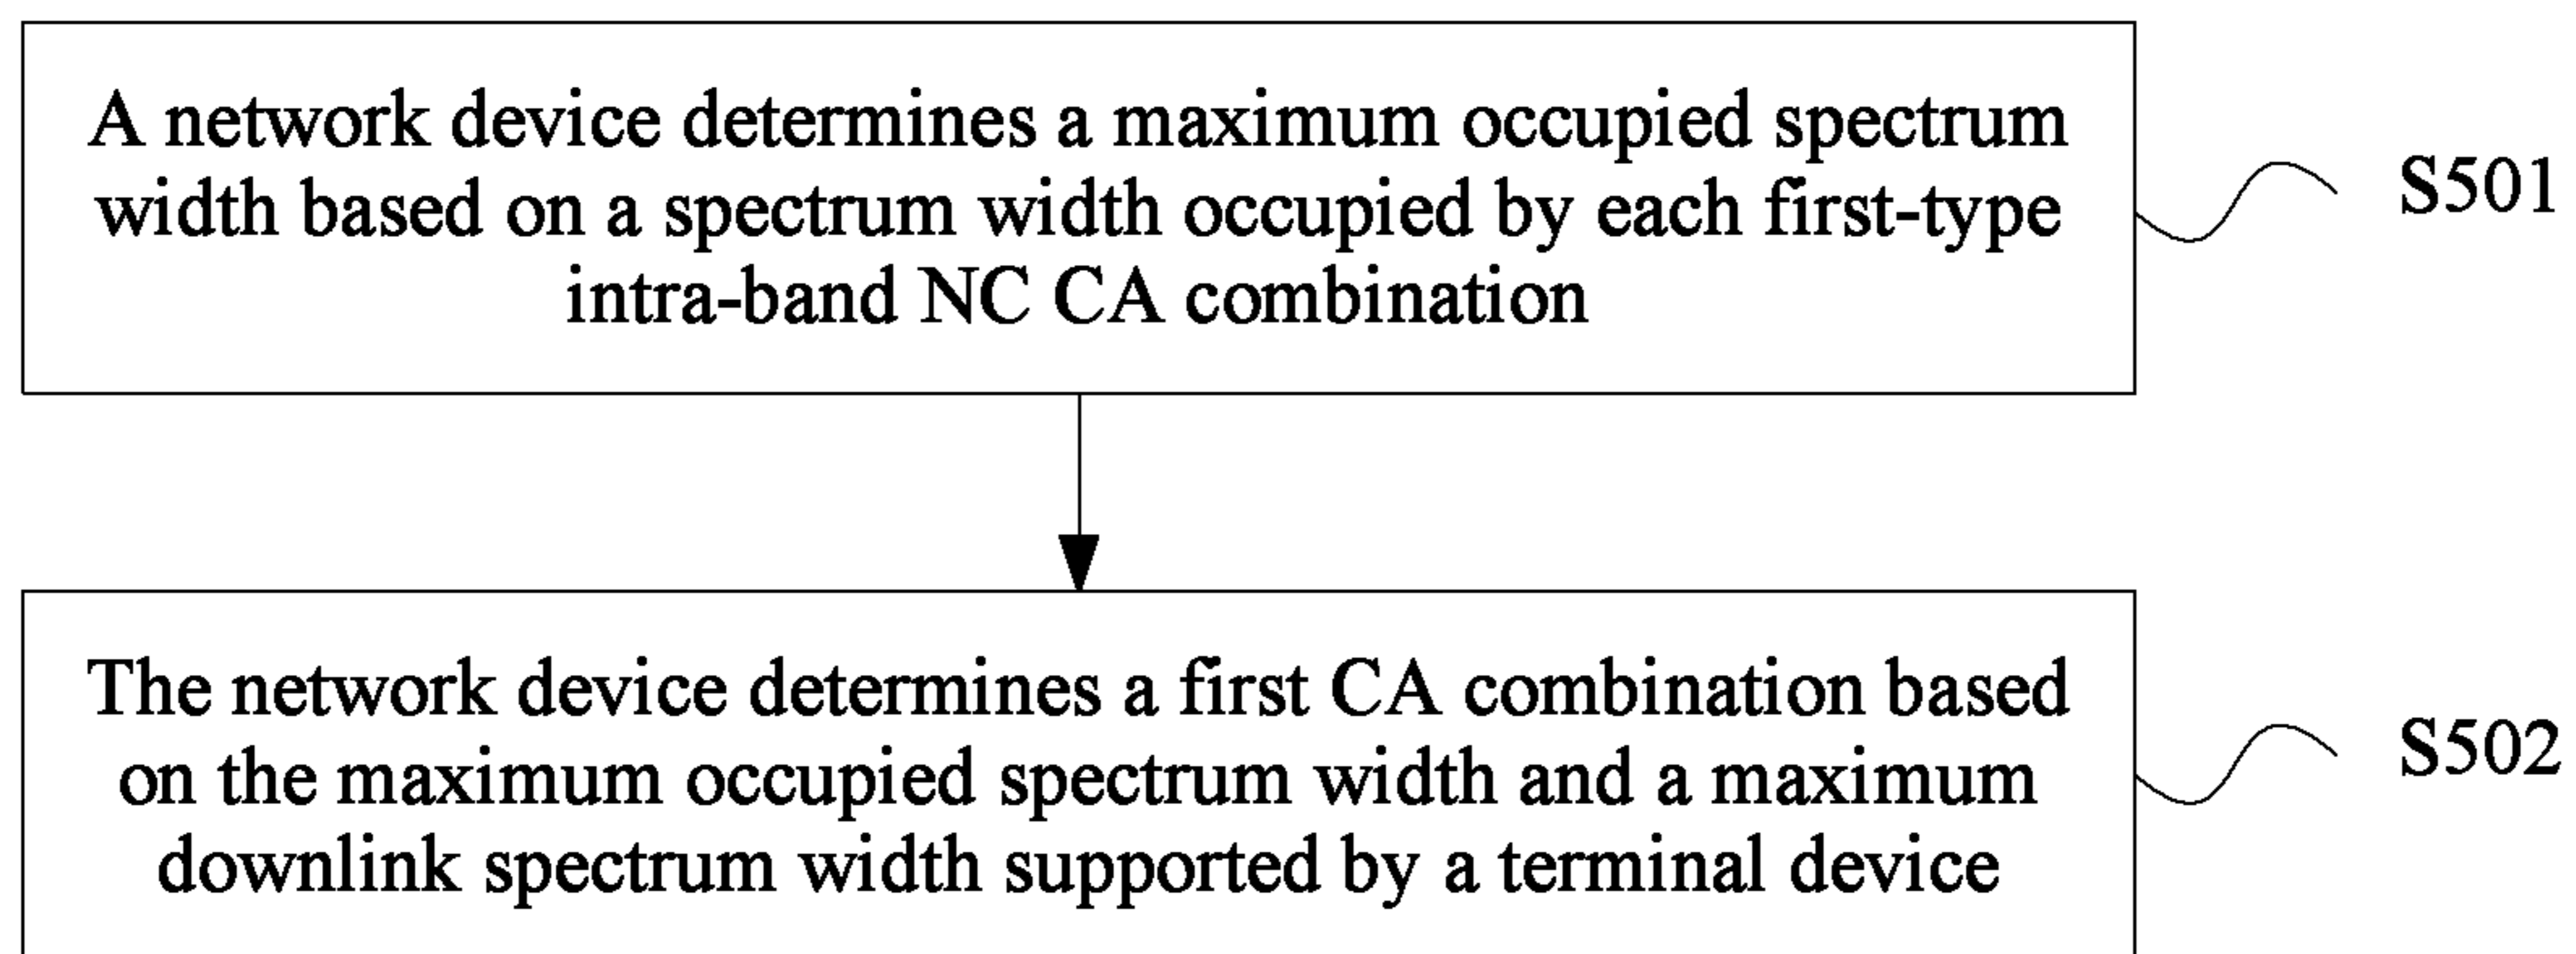 A network device determines a maximum occupied spectrum
width based on a spectrum width occupied by each first-type
intra-band NC CA combination
S501
The network device determines a first CA combination based
on the maximum occupied spectrum width and a maximum
downlink spectrum width supported by a terminal device
S502